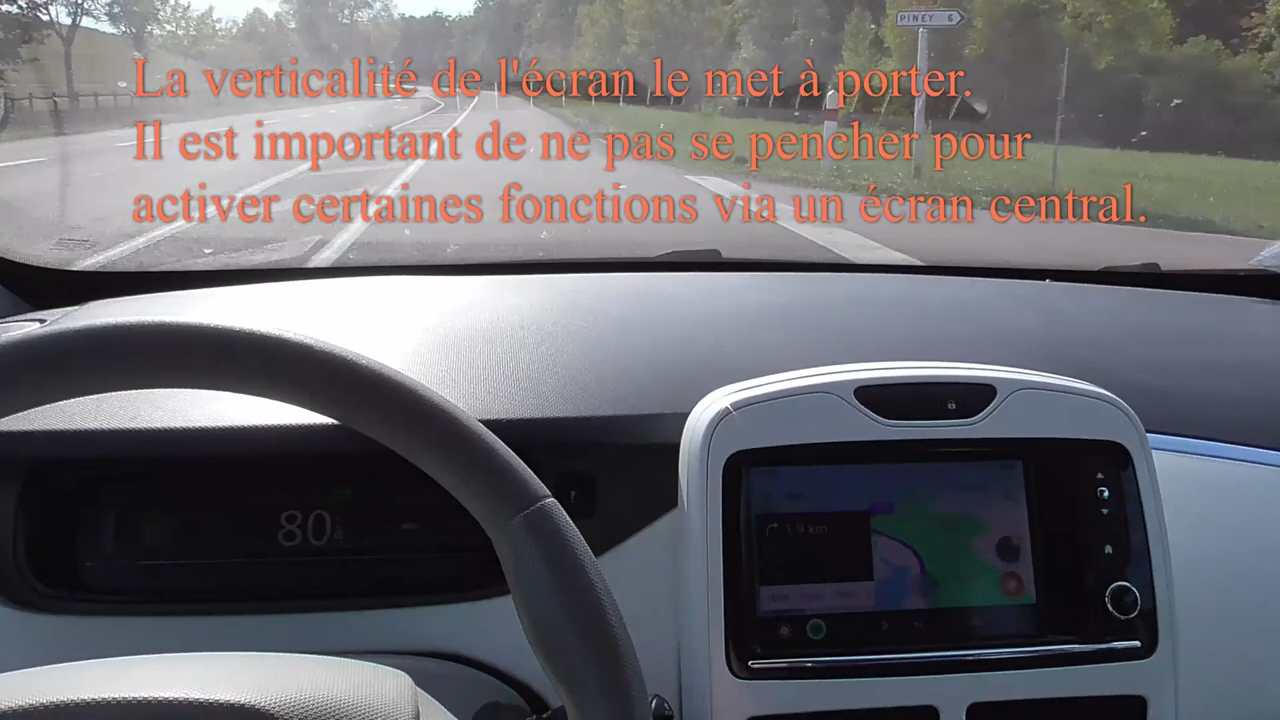 PINEY 6
La verticalité de l'écran le met à porter.
Il est important de ne pas se pencher pour
activer certaines fonctions via un écran central.
80
3.9 km